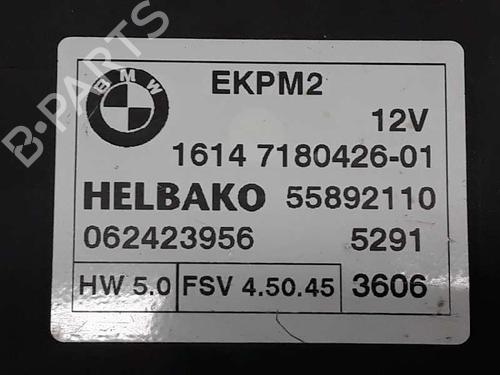 B-PARTS
BMW
EKPM2
12V
1614 7180426-01
HELBAKO 55892110
062423956 5291
HW 5.0 FSV 4.50.45 3606